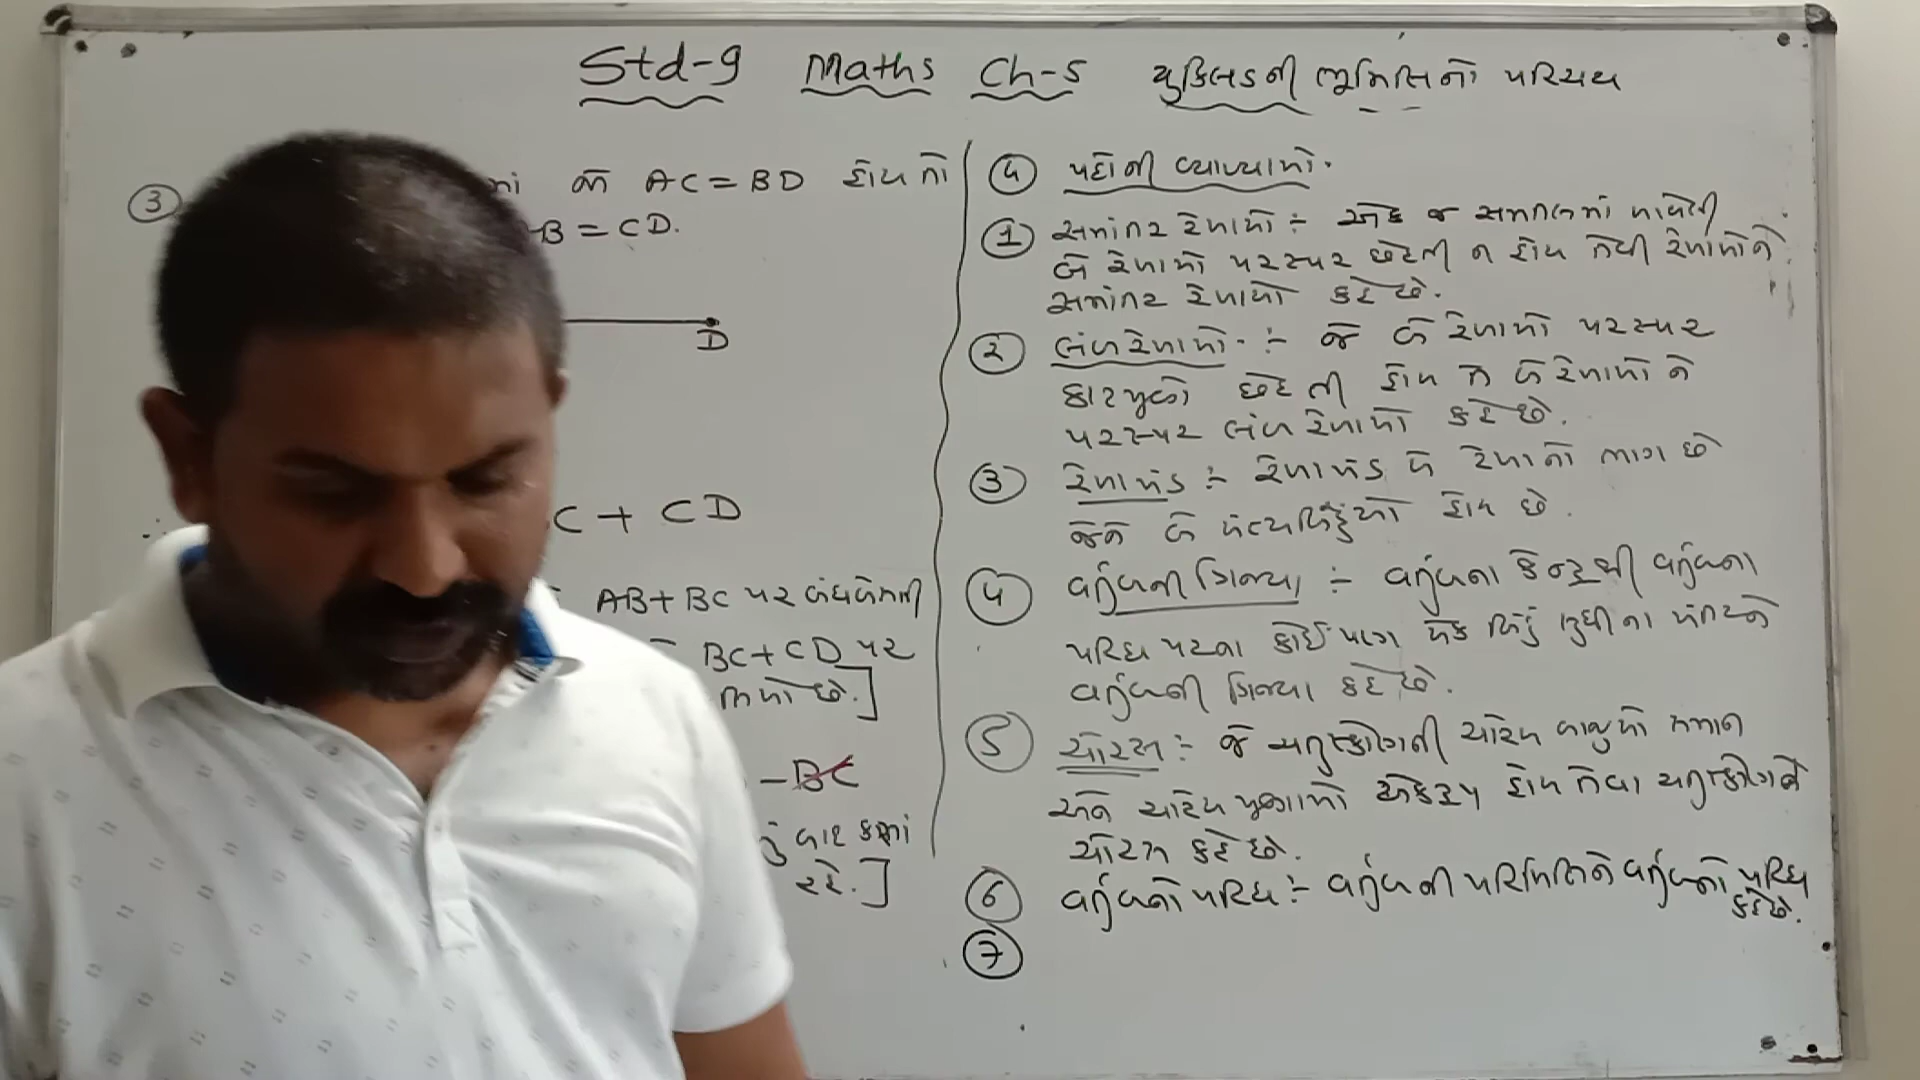 Std-9 Maths Ch-5 યુક્લિડની ભૂમિતિનો પરિચય
③
માં જો AC = BD હોય તો
B = CD.
D
C + CD
AB + BC પર
BC + CD પર
છે.]
- BC
વાર કરતાં
રહે.]
④ પદોની વ્યાખ્યાઓ.
① સમાંતર રેખાઓ :- એક જ સમતલમાં આવેલી
બે રેખાઓ પરસ્પર છેદતી ન હોય તેવી રેખાઓને
સમાંતર રેખાઓ કહે છે.
② લંબરેખાઓ :- જે બે રેખાઓ પરસ્પર
કાટખૂણે છેદતી હોય તે બે રેખાઓને
પરસ્પર લંબ રેખાઓ કહે છે.
③ રેખાખંડ :- રેખાખંડ એ રેખાનો ભાગ છે
જેને બે અંત્યબિંદુઓ હોય છે.
④ વર્તુળની ત્રિજ્યા :- વર્તુળના કેન્દ્રથી વર્તુળના
પરિઘ પરના કોઈપણ એક બિંદુ સુધીના અંતરને
વર્તુળની ત્રિજ્યા કહે છે.
⑤ ચોરસ :- જે ચતુષ્કોણની ચારેય બાજુઓ સમાન
અને ચારેય ખૂણાઓ એકરૂપ હોય તેવા ચતુષ્કોણને
ચોરસ કહે છે.
⑥ વર્તુળનો પરિઘ :- વર્તુળની પરિમિતિને વર્તુળનો પરિઘ
કહે છે.
⑦